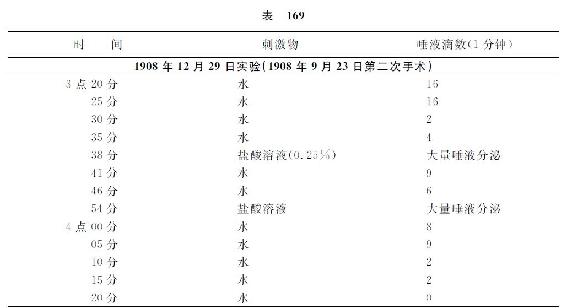 表 169
时 间 刺激物 唾液滴数(1分钟)
1908年12月29日实验(1908年9月23日第二次手术)
3点20分 水 16
25分 水 16
30分 水 2
35分 水 4
38分 盐酸溶液(0.25%) 大量唾液分泌
41分 水 9
46分 水 6
54分 盐酸溶液 大量唾液分泌
4点00分 水 8
05分 水 9
10分 水 2
15分 水 2
20分 水 0